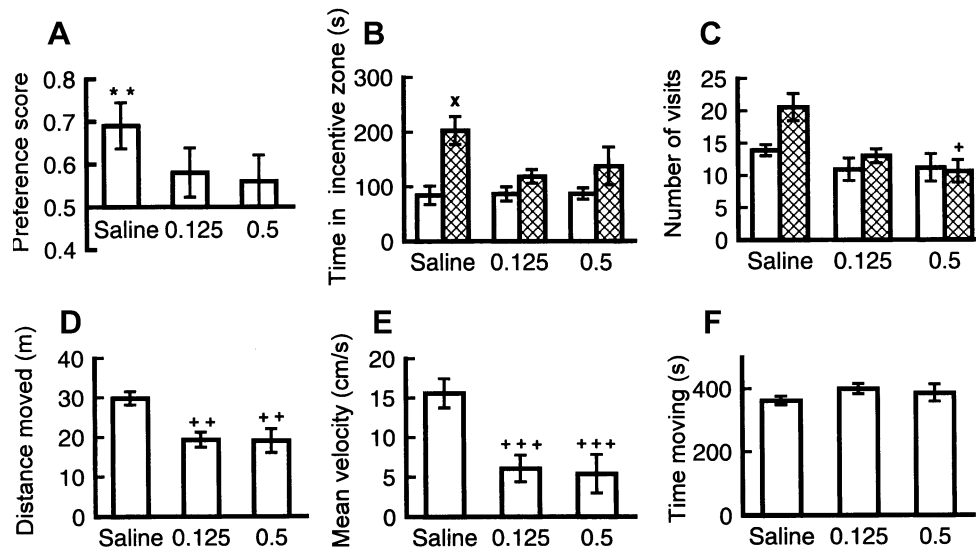 A
Preference score
0.8
0.7
0.6
0.5
0.4
* *
Saline 0.125 0.5
B
Time in incentive zone (s)
300
200
100
0
x
Saline 0.125 0.5
C
Number of visits
25
20
15
10
5
0
+
Saline 0.125 0.5
D
Distance moved (m)
40
30
20
10
0
+ + + +
Saline 0.125 0.5
E
Mean velocity (cm/s)
20
15
10
5
0
+ + + + + +
Saline 0.125 0.5
F
Time moving (s)
400
200
0
Saline 0.125 0.5